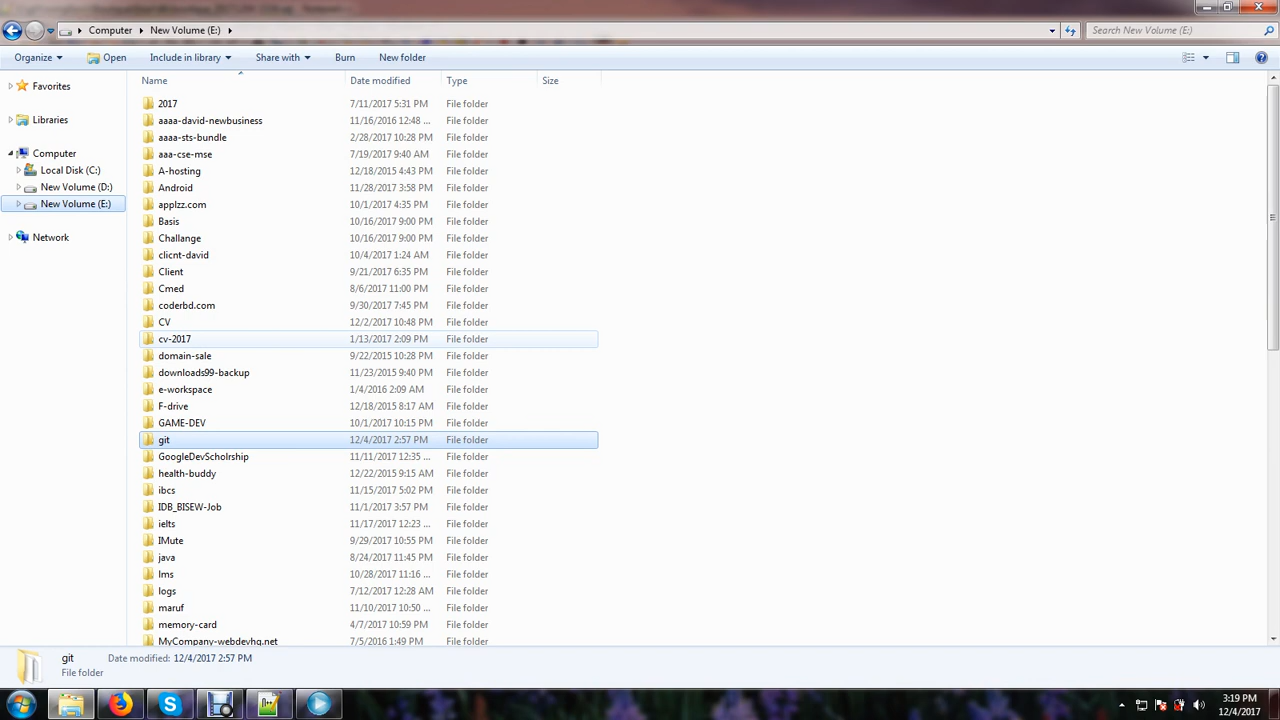 Computer New Volume (E:)
Search New Volume (E:)
Organize Open Include in library Share with Burn New folder
Name Date modified Type Size
Favorites
Libraries
Computer
Local Disk (C:)
New Volume (D:)
New Volume (E:)
Network
2017 7/11/2017 5:31 PM File folder
aaaa-david-newbusiness 11/16/2016 12:48 ... File folder
aaaa-sts-bundle 2/28/2017 10:28 PM File folder
aaa-cse-mse 7/19/2017 9:40 AM File folder
A-hosting 12/18/2015 4:43 PM File folder
Android 11/28/2017 3:58 PM File folder
applzz.com 10/1/2017 4:35 PM File folder
Basis 10/16/2017 9:00 PM File folder
Challange 10/16/2017 9:00 PM File folder
clicnt-david 10/4/2017 1:24 AM File folder
Client 9/21/2017 6:35 PM File folder
Cmed 8/6/2017 11:00 PM File folder
coderbd.com 9/30/2017 7:45 PM File folder
CV 12/2/2017 10:48 PM File folder
cv-2017 1/13/2017 2:09 PM File folder
domain-sale 9/22/2015 10:28 PM File folder
downloads99-backup 11/23/2015 9:40 PM File folder
e-workspace 1/4/2016 2:09 AM File folder
F-drive 12/18/2015 8:17 AM File folder
GAME-DEV 10/1/2017 10:15 PM File folder
git 12/4/2017 2:57 PM File folder
GoogleDevScholrship 11/11/2017 12:35 ... File folder
health-buddy 12/22/2015 9:15 AM File folder
ibcs 11/15/2017 5:02 PM File folder
IDB_BISEW-Job 11/1/2017 3:57 PM File folder
ielts 11/17/2017 12:23 ... File folder
IMute 9/29/2017 10:55 PM File folder
java 8/24/2017 11:45 PM File folder
lms 10/28/2017 11:16 ... File folder
logs 7/12/2017 12:28 AM File folder
maruf 11/10/2017 10:50 ... File folder
memory-card 4/7/2017 10:59 PM File folder
MyCompany-webdevhq.net 7/5/2016 1:49 PM File folder
git Date modified: 12/4/2017 2:57 PM
File folder
3:19 PM
12/4/2017